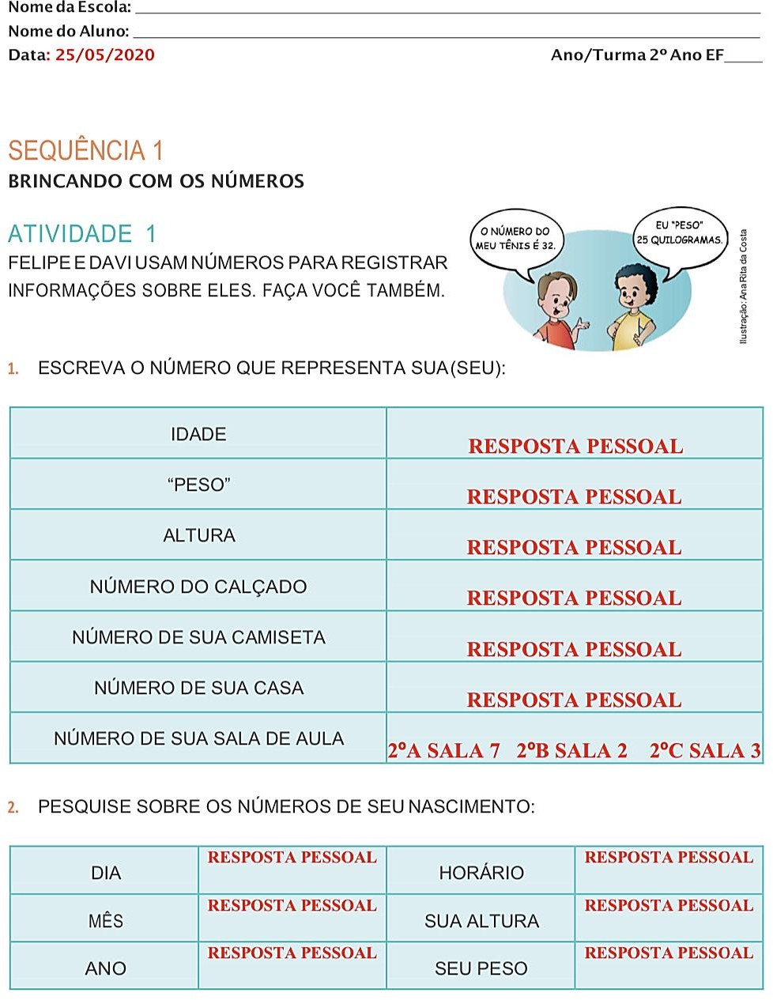 Nome da Escola:
Nome do Aluno:
Data: 25/05/2020 Ano/Turma 2º Ano EF
SEQUÊNCIA 1
BRINCANDO COM OS NÚMEROS
ATIVIDADE 1
FELIPE E DAVI USAM NÚMEROS PARA REGISTRAR
INFORMAÇÕES SOBRE ELES. FAÇA VOCÊ TAMBÉM.
O NÚMERO DO
MEU TÊNIS É 32.
EU "PESO"
25 QUILOGRAMAS.
Ilustração: Ana Rita da Costa
1. ESCREVA O NÚMERO QUE REPRESENTA SUA(SEU):
IDADE RESPOSTA PESSOAL
“PESO” RESPOSTA PESSOAL
ALTURA RESPOSTA PESSOAL
NÚMERO DO CALÇADO RESPOSTA PESSOAL
NÚMERO DE SUA CAMISETA RESPOSTA PESSOAL
NÚMERO DE SUA CASA RESPOSTA PESSOAL
NÚMERO DE SUA SALA DE AULA 2ºA SALA 7 2ºB SALA 2 2ºC SALA 3
2. PESQUISE SOBRE OS NÚMEROS DE SEU NASCIMENTO:
DIA RESPOSTA PESSOAL HORÁRIO RESPOSTA PESSOAL
MÊS RESPOSTA PESSOAL SUA ALTURA RESPOSTA PESSOAL
ANO RESPOSTA PESSOAL SEU PESO RESPOSTA PESSOAL